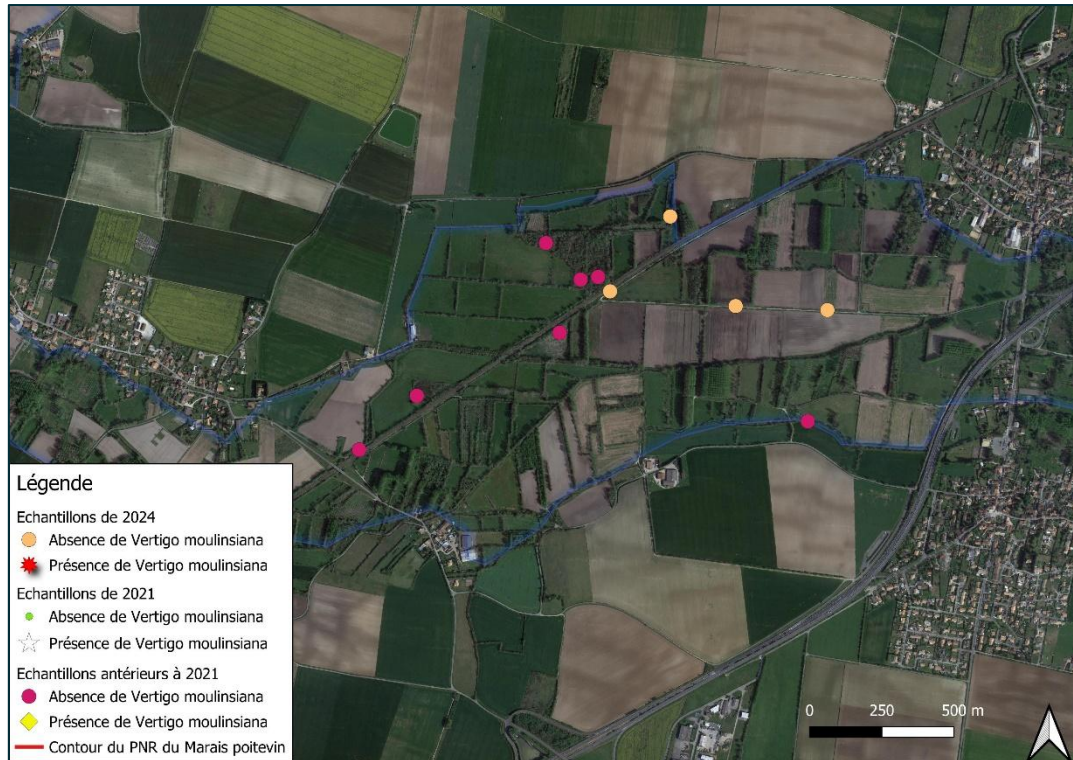 Légende
Echantillons de 2024
Absence de Vertigo moulinsiana
Présence de Vertigo moulinsiana
Echantillons de 2021
Absence de Vertigo moulinsiana
Présence de Vertigo moulinsiana
Echantillons antérieurs à 2021
Absence de Vertigo moulinsiana
Présence de Vertigo moulinsiana
Contour du PNR du Marais poitevin
0 250 500 m